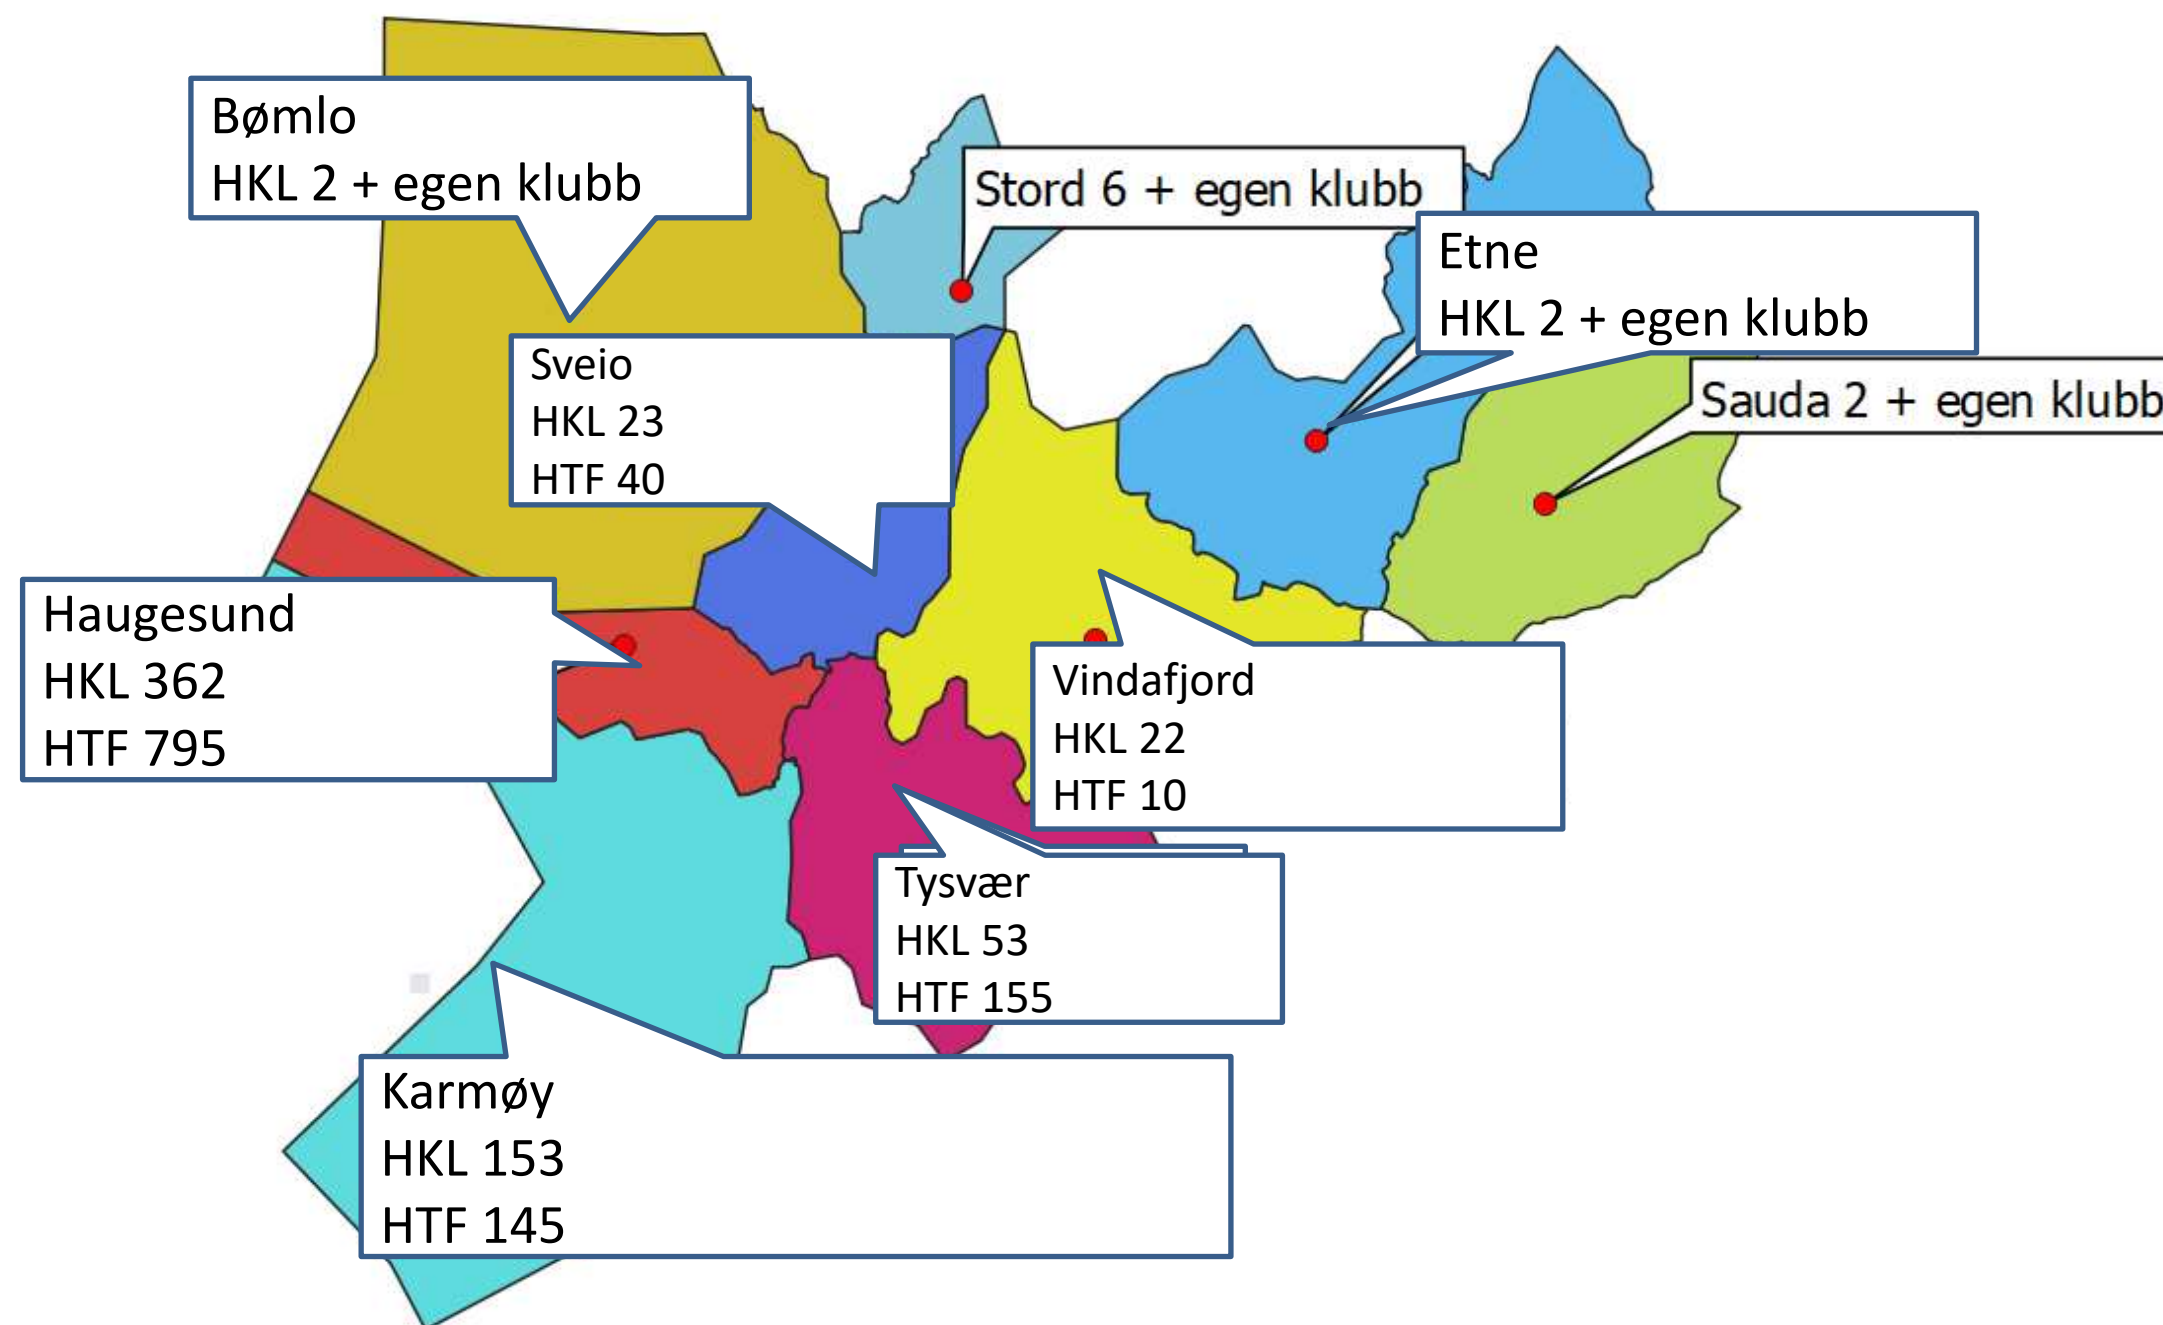 Bømlo
HKL 2 + egen klubb
Stord 6 + egen klubb
Etne
HKL 2 + egen klubb
Sveio
HKL 23
HTF 40
Sauda 2 + egen klubb
Haugesund
HKL 362
HTF 795
Vindafjord
HKL 22
HTF 10
Tysvær
HKL 53
HTF 155
Karmøy
HKL 153
HTF 145